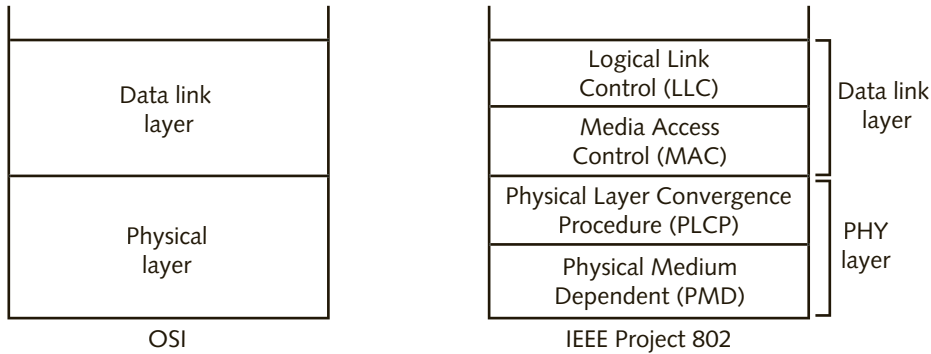 Data link
layer
Physical
layer
OSI
Logical Link
Control (LLC)
Media Access
Control (MAC)
Physical Layer Convergence
Procedure (PLCP)
Physical Medium
Dependent (PMD)
IEEE Project 802
Data link
layer
PHY
layer